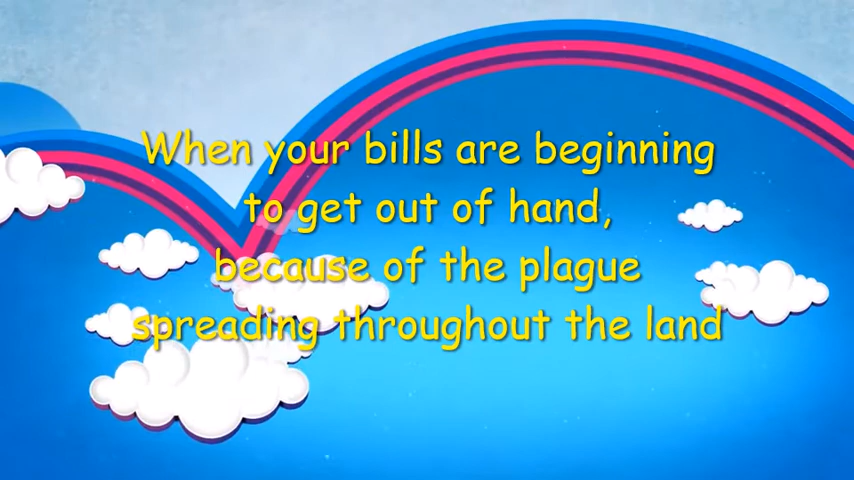 When your bills are beginning
to get out of hand,
because of the plague
spreading throughout the land